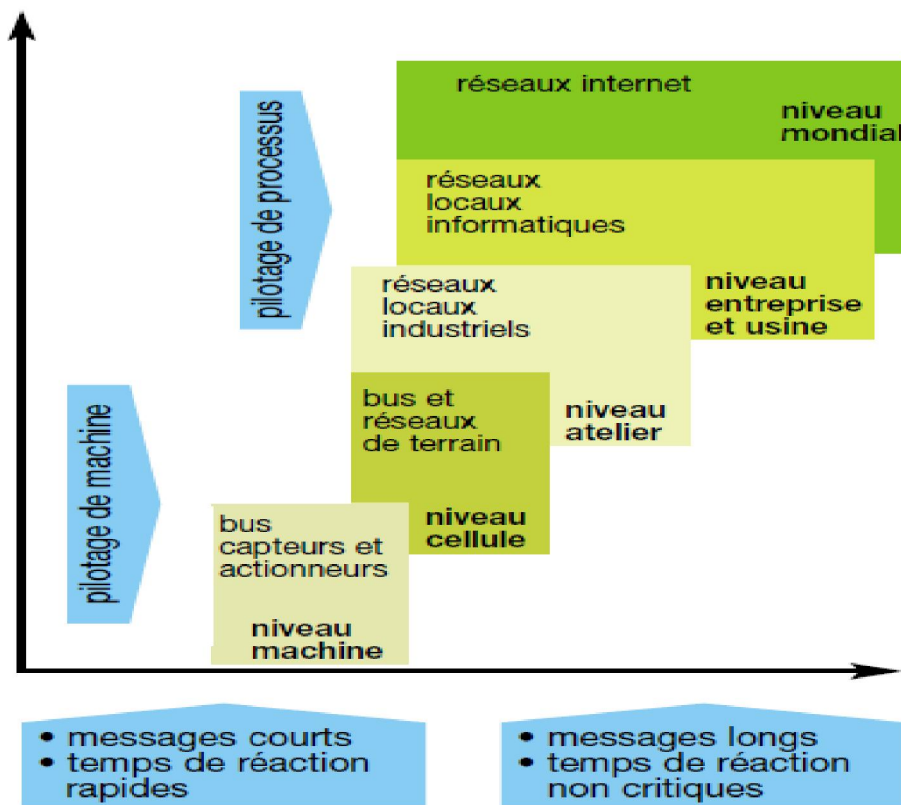 réseaux internet
niveau
mondial
pilotage de processus
réseaux
locaux
informatiques
niveau
entreprise
et usine
réseaux
locaux
industriels
niveau
atelier
pilotage de machine
bus et
réseaux
de terrain
niveau
cellule
bus
capteurs et
actionneurs
niveau
machine
• messages courts
• temps de réaction
rapides
• messages longs
• temps de réaction
non critiques